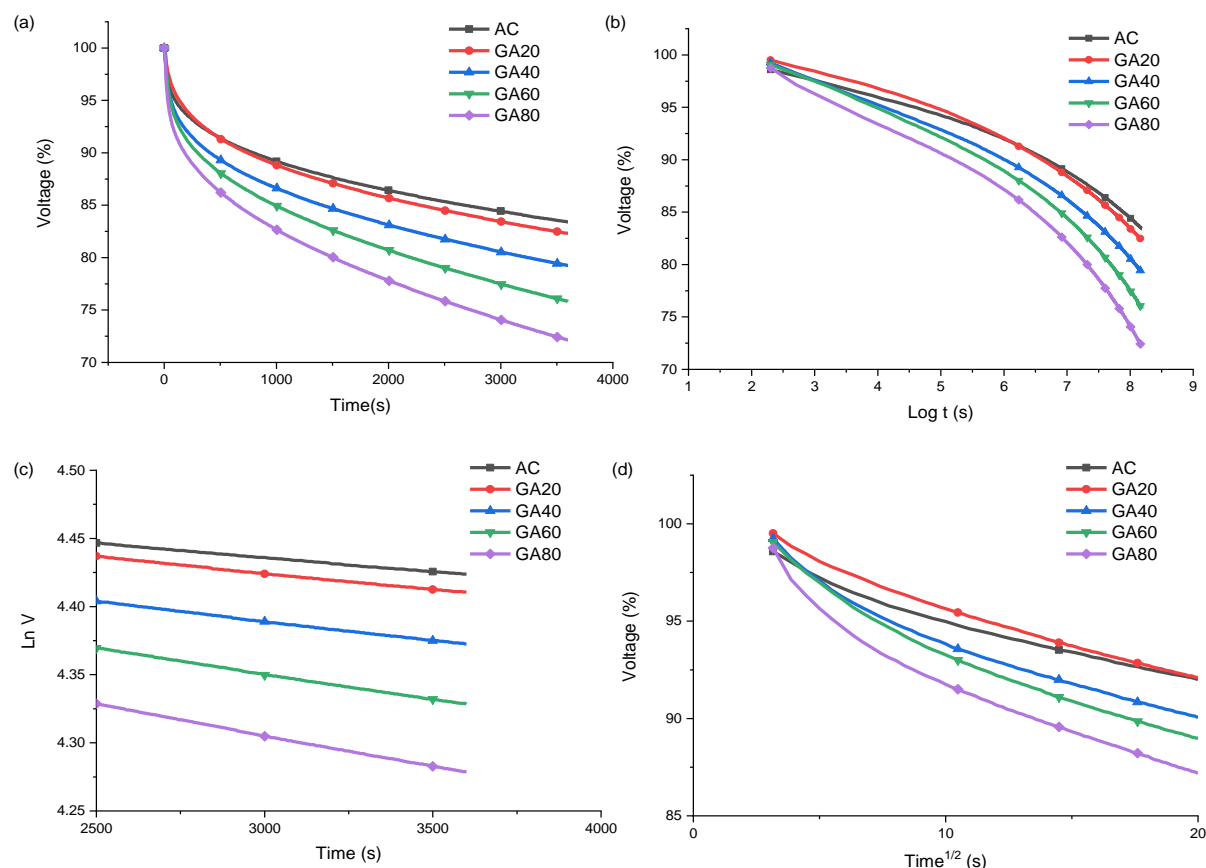 (a)
AC
GA20
GA40
GA60
GA80
100
95
90
85
80
75
70
Voltage (%)
0
1000
2000
3000
4000
Time(s)
(b)
AC
GA20
GA40
GA60
GA80
100
95
90
85
80
75
70
Voltage (%)
1
2
3
4
5
6
7
8
9
Log t (s)
(c)
AC
GA20
GA40
GA60
GA80
4.50
4.45
4.40
4.35
4.30
4.25
Ln V
2500
3000
3500
4000
Time (s)
(d)
AC
GA20
GA40
GA60
GA80
100
95
90
85
Voltage (%)
0
10
20
Time^1/2 (s)